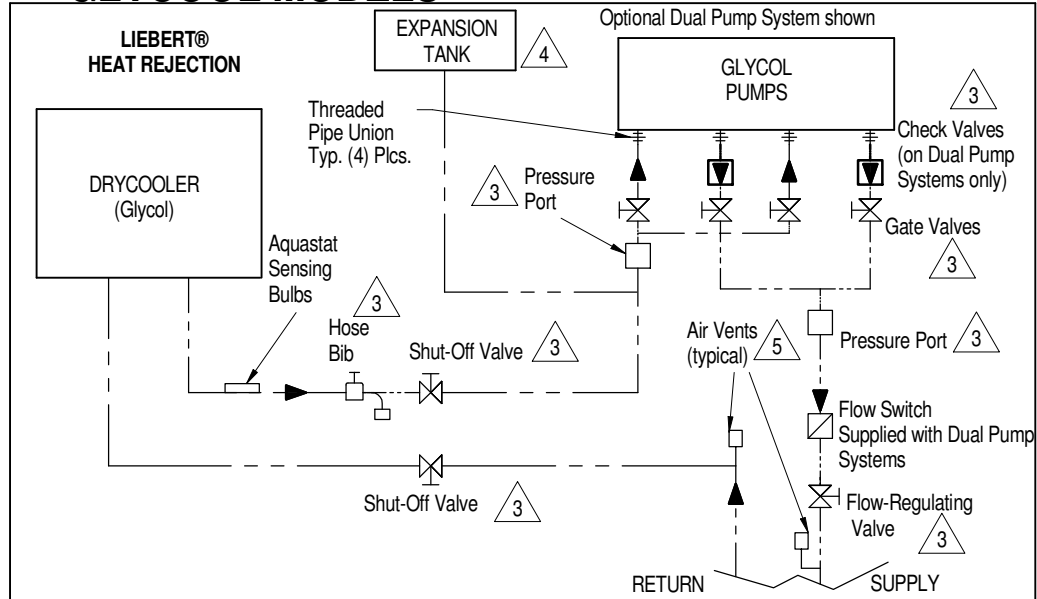 LIEBERT®
HEAT REJECTION
EXPANSION
TANK
4
Optional Dual Pump System shown
GLYCOL
PUMPS
3
Check Valves
(on Dual Pump
Systems only)
Threaded
Pipe Union
Typ. (4) Plcs.
DRYCOOLER
(Glycol)
3
Pressure
Port
Gate Valves
3
Aquastat
Sensing
Bulbs
3
Hose
Bib
Shut-Off Valve
3
Air Vents
(typical)
5
Pressure Port
3
Flow Switch
Supplied with Dual Pump
Systems
Shut-Off Valve
3
Flow-Regulating
Valve
3
RETURN
SUPPLY